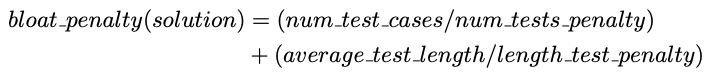 bloat_penalty(solution) = (num_test_cases/num_tests_penalty)
+ (average_test_length/length_test_penalty)